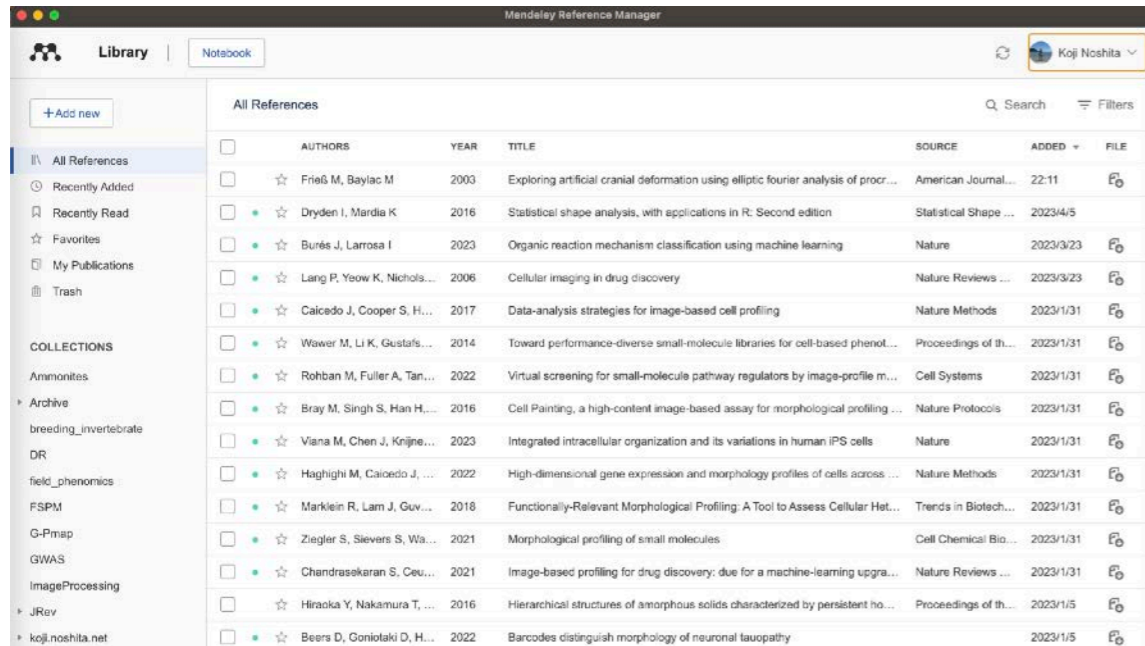 Mendeley Reference Manager
Library | Notebook Koji Noshita
+Add new All References Search Filters
AUTHORS YEAR TITLE SOURCE ADDED FILE
All References
Recently Added
Recently Read
Favorites
My Publications
Trash
COLLECTIONS
Ammonites
Archive
breeding_invertebrate
DR
field_phenomics
FSPM
G-Pmap
GWAS
ImageProcessing
JRev
koji.noshita.net
Frieß M, Baylac M 2003 Exploring artificial cranial deformation using elliptic fourier analysis of procr... American Journal... 22:11
Dryden I, Mardia K 2016 Statistical shape analysis, with applications in R: Second edition Statistical Shape ... 2023/4/5
Burés J, Larrosa I 2023 Organic reaction mechanism classification using machine learning Nature 2023/3/23
Lang P, Yeow K, Nichols... 2006 Cellular imaging in drug discovery Nature Reviews ... 2023/3/23
Caicedo J, Cooper S, H... 2017 Data-analysis strategies for image-based cell profiling Nature Methods 2023/1/31
Wawer M, Li K, Gustafs... 2014 Toward performance-diverse small-molecule libraries for cell-based phenot... Proceedings of th... 2023/1/31
Rohban M, Fuller A, Tan... 2022 Virtual screening for small-molecule pathway regulators by image-profile m... Cell Systems 2023/1/31
Bray M, Singh S, Han H,... 2016 Cell Painting, a high-content image-based assay for morphological profiling ... Nature Protocols 2023/1/31
Viana M, Chen J, Knijne... 2023 Integrated intracellular organization and its variations in human iPS cells Nature 2023/1/31
Haghighi M, Caicedo J, ... 2022 High-dimensional gene expression and morphology profiles of cells across ... Nature Methods 2023/1/31
Marklein R, Lam J, Guv... 2018 Functionally-Relevant Morphological Profiling: A Tool to Assess Cellular Het... Trends in Biotech... 2023/1/31
Ziegler S, Sievers S, Wa... 2021 Morphological profiling of small molecules Cell Chemical Bio... 2023/1/31
Chandrasekaran S, Ceu... 2021 Image-based profiling for drug discovery: due for a machine-learning upgra... Nature Reviews ... 2023/1/31
Hiraoka Y, Nakamura T, ... 2016 Hierarchical structures of amorphous solids characterized by persistent ho... Proceedings of th... 2023/1/5
Beers D, Goniotaki D, H... 2022 Barcodes distinguish morphology of neuronal tauopathy 2023/1/5